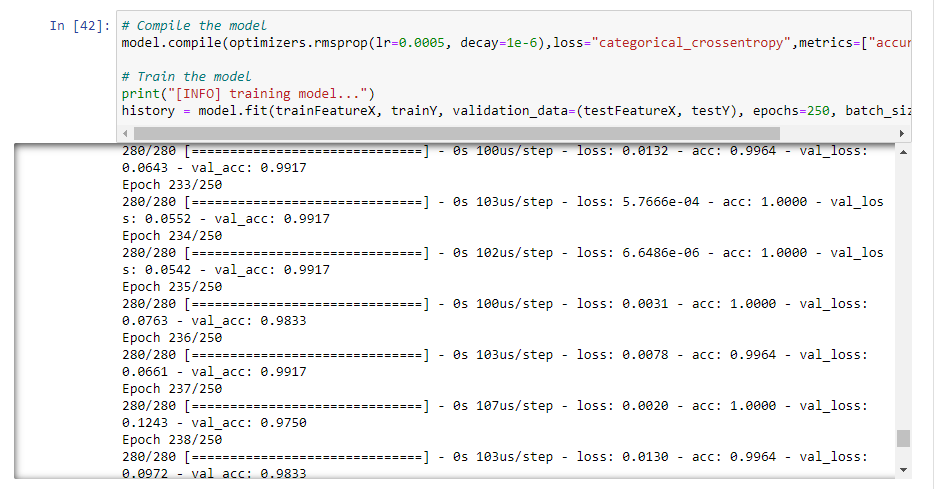 In [42]:
# Compile the model
model.compile(optimizers.rmsprop(lr=0.0005, decay=1e-6),loss="categorical_crossentropy",metrics=["accur
# Train the model
print("[INFO] training model...")
history = model.fit(trainFeatureX, trainY, validation_data=(testFeatureX, testY), epochs=250, batch_siz
280/280 [==============================] - 0s 100us/step - loss: 0.0132 - acc: 0.9964 - val_loss:
0.0643 - val_acc: 0.9917
Epoch 233/250
280/280 [==============================] - 0s 103us/step - loss: 5.7666e-04 - acc: 1.0000 - val_los
s: 0.0552 - val_acc: 0.9917
Epoch 234/250
280/280 [==============================] - 0s 102us/step - loss: 6.6486e-06 - acc: 1.0000 - val_los
s: 0.0542 - val_acc: 0.9917
Epoch 235/250
280/280 [==============================] - 0s 100us/step - loss: 0.0031 - acc: 1.0000 - val_loss:
0.0763 - val_acc: 0.9833
Epoch 236/250
280/280 [==============================] - 0s 103us/step - loss: 0.0078 - acc: 0.9964 - val_loss:
0.0661 - val_acc: 0.9917
Epoch 237/250
280/280 [==============================] - 0s 107us/step - loss: 0.0020 - acc: 1.0000 - val_loss:
0.1243 - val_acc: 0.9750
Epoch 238/250
280/280 [==============================] - 0s 103us/step - loss: 0.0130 - acc: 0.9964 - val_loss:
0.0972 - val_acc: 0.9833